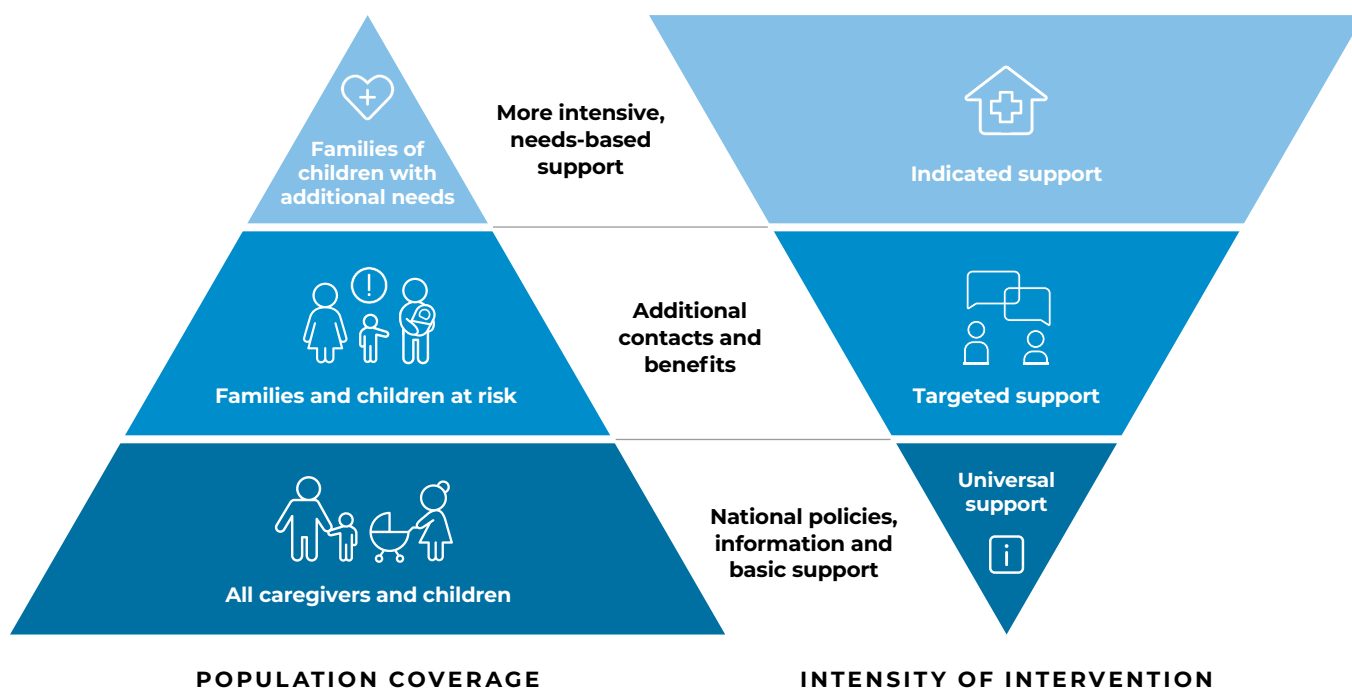 More intensive,
needs-based
support
Families of
children with
additional needs
Indicated support
Additional
contacts and
benefits
Families and children at risk
Targeted support
Universal
support
National policies,
information and
basic support
i
All caregivers and children
POPULATION COVERAGE
INTENSITY OF INTERVENTION